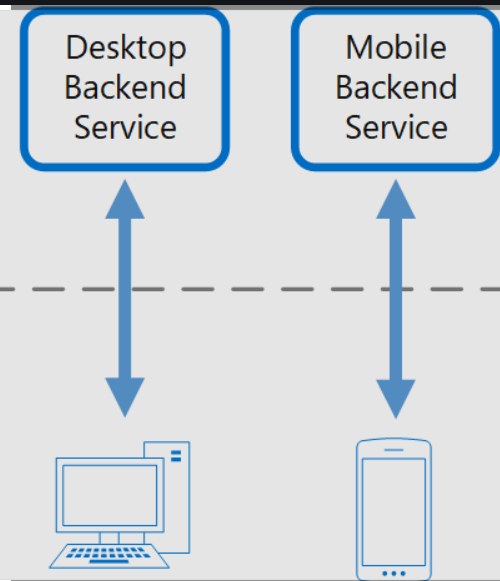 Desktop
Backend
Service
Mobile
Backend
Service